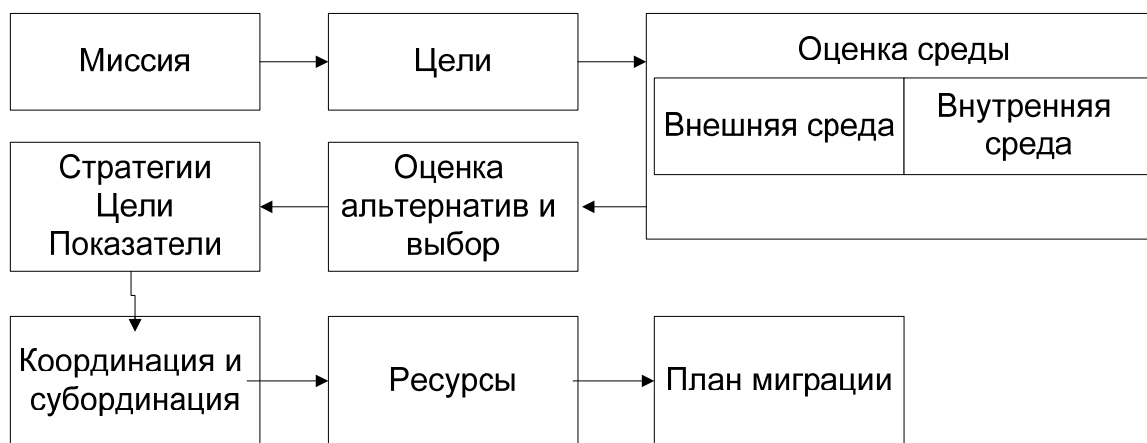 Миссия
Цели
Оценка среды
Внешняя среда
Внутренняя
среда
Оценка
альтернатив и
выбор
Стратегии
Цели
Показатели
Координация и
субординация
Ресурсы
План миграции